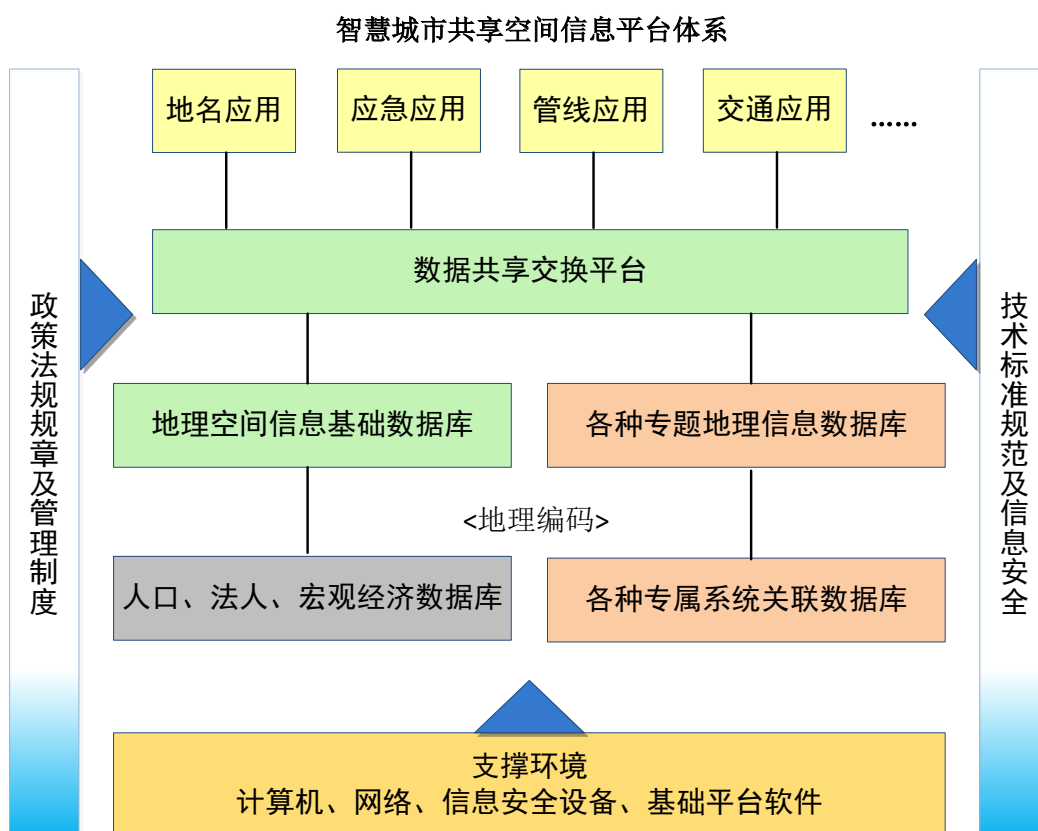 智慧城市共享空间信息平台体系
地名应用
应急应用
管线应用
交通应用
......
数据共享交换平台
政策法规规章及管理制度
技术标准规范及信息安全
地理空间信息基础数据库
各种专题地理信息数据库
<地理编码>
人口、法人、宏观经济数据库
各种专属系统关联数据库
支撑环境
计算机、网络、信息安全设备、基础平台软件